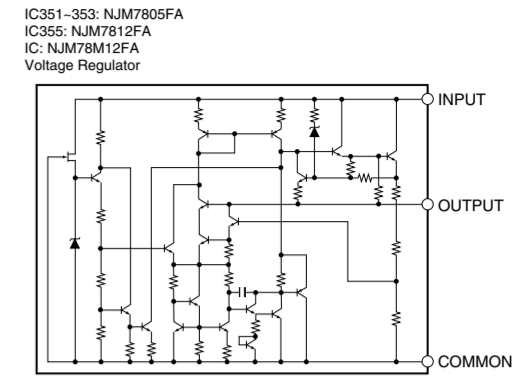 IC351~353: NJM7805FA
IC355: NJM7812FA
IC: NJM78M12FA
Voltage Regulator
INPUT
OUTPUT
COMMON